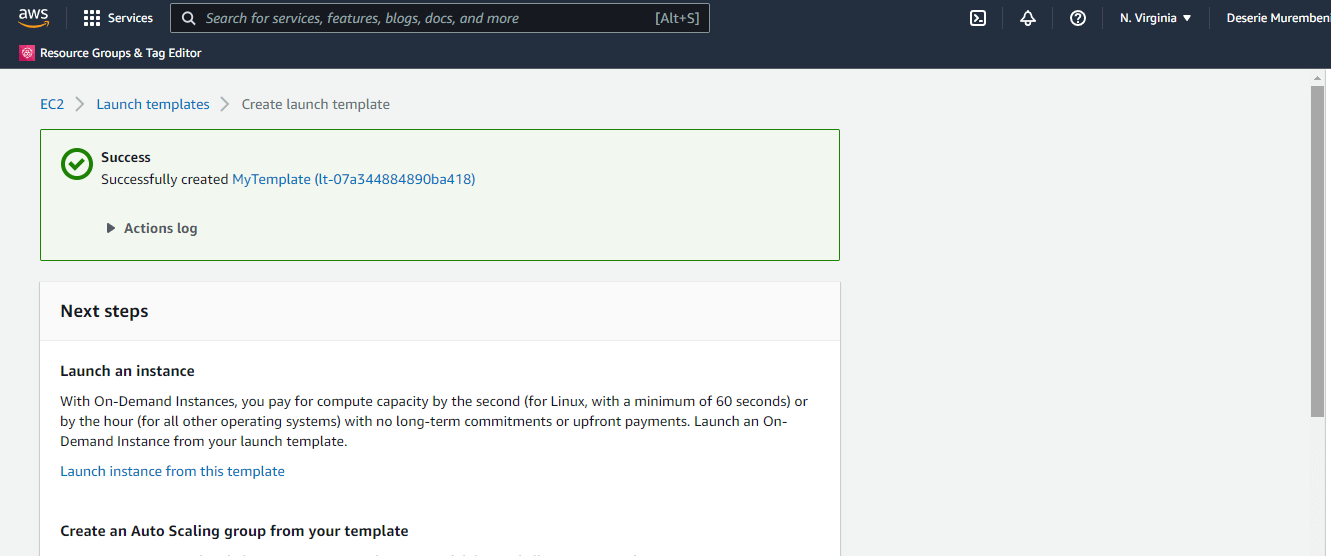 aws
Services
Search for services, features, blogs, docs, and more [Alt+S]
N. Virginia
Deserie Murembeni
Resource Groups & Tag Editor
EC2 Launch templates Create launch template
Success
Successfully created MyTemplate (lt-07a344884890ba418)
Actions log
Next steps
Launch an instance
With On-Demand Instances, you pay for compute capacity by the second (for Linux, with a minimum of 60 seconds) or
by the hour (for all other operating systems) with no long-term commitments or upfront payments. Launch an On-
Demand Instance from your launch template.
Launch instance from this template
Create an Auto Scaling group from your template